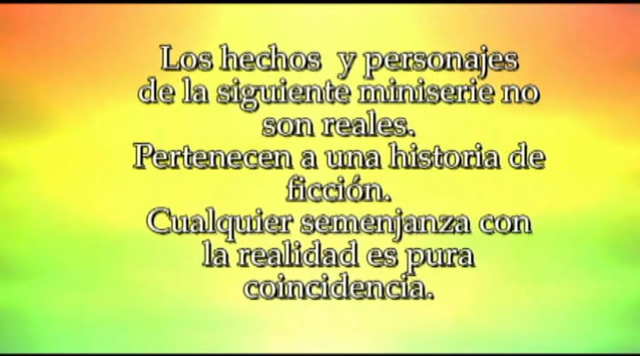 Los hechos y personajes
de la siguiente miniserie no
son reales.
Pertenecen a una historia de
ficción.
Cualquier semenjanza con
la realidad es pura
coincidencia.